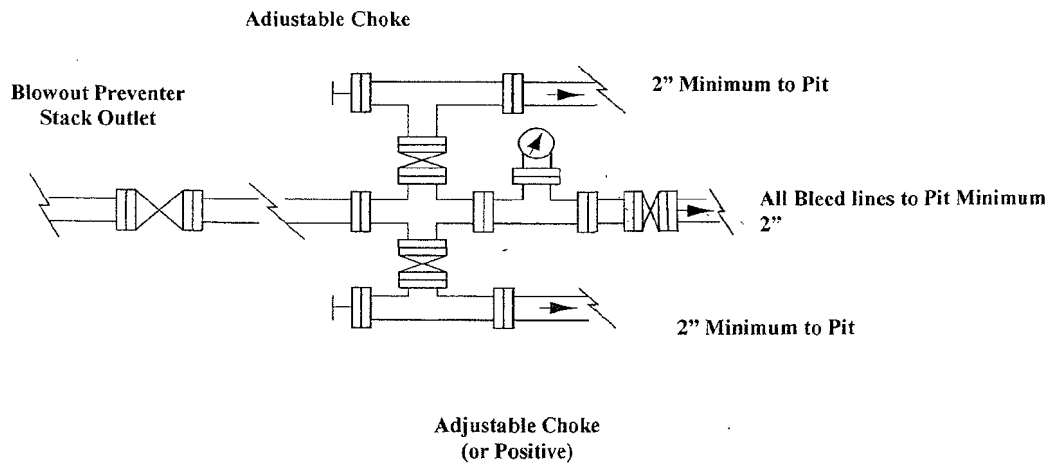 Adjustable Choke
Blowout Preventer
Stack Outlet
2” Minimum to Pit
All Bleed lines to Pit Minimum
2”
2” Minimum to Pit
Adjustable Choke
(or Positive)